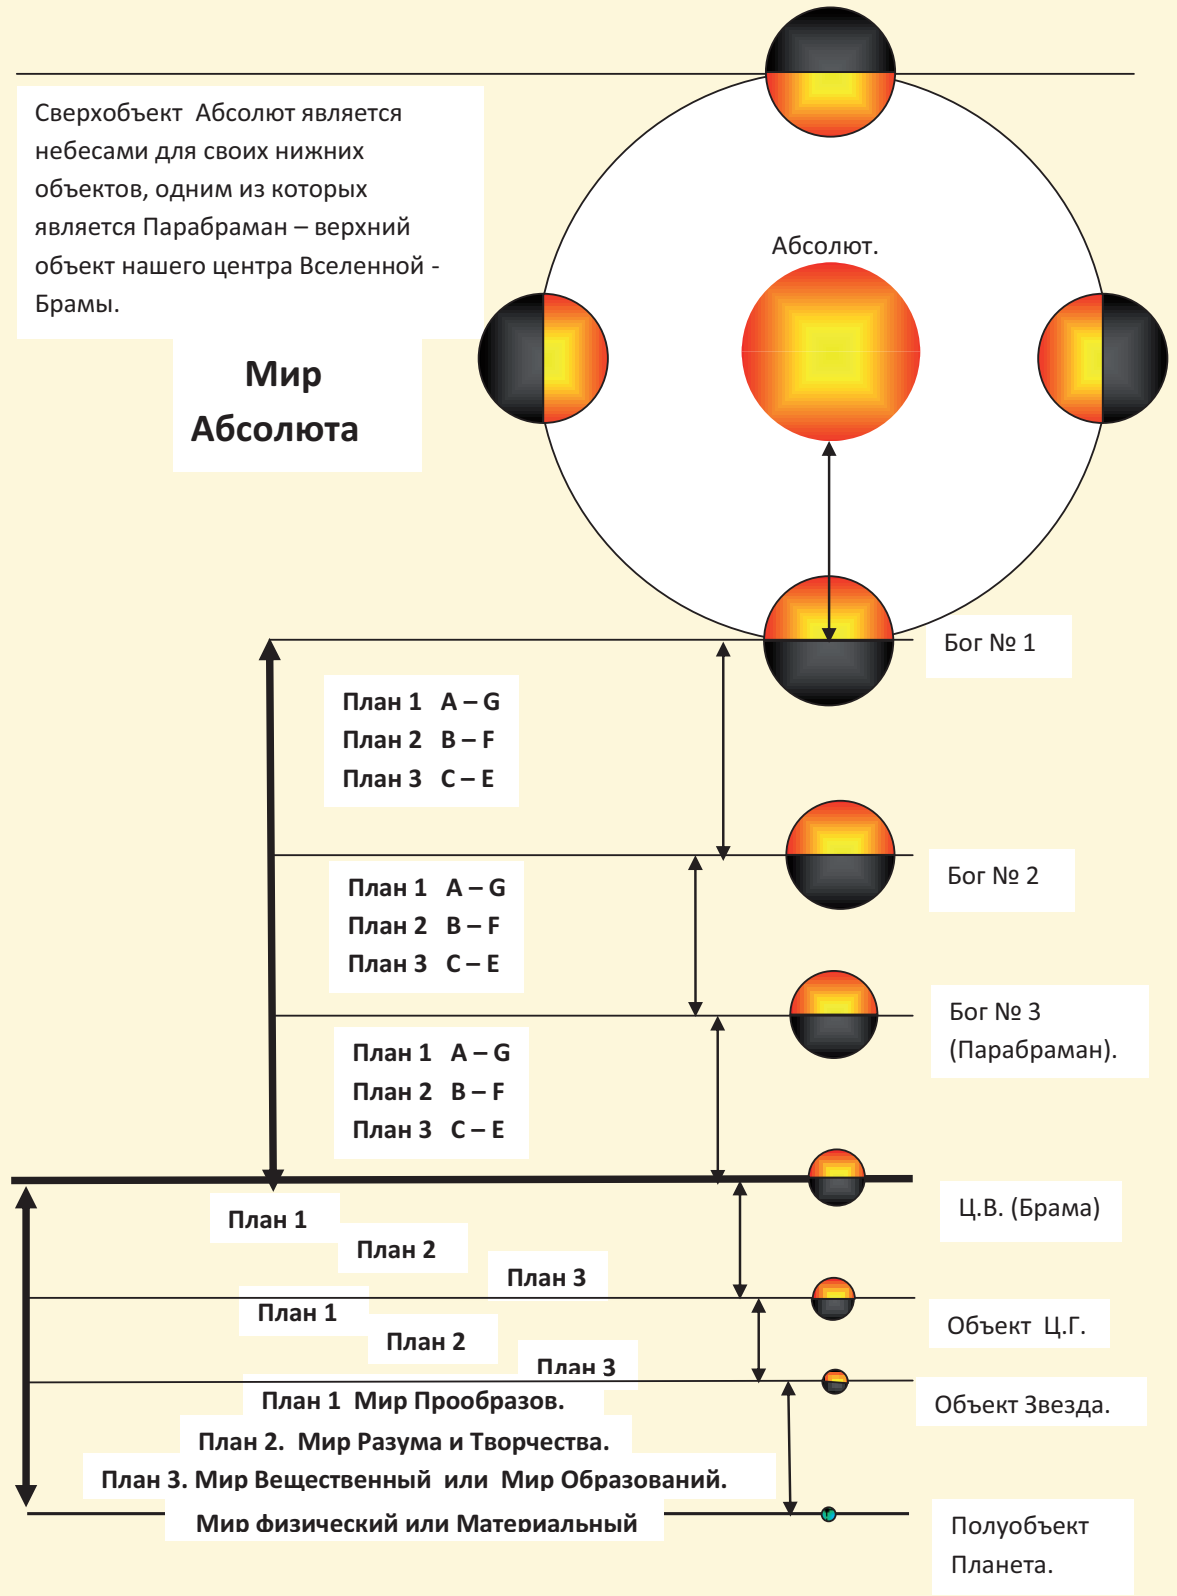 Сверхобъект Абсолют является
небесами для своих нижних
объектов, одним из которых
является Парабраман – верхний
объект нашего центра Вселенной -
Брамы.
Абсолют.
Мир
Абсолюта
Бог № 1
План 1 A – G
План 2 B – F
План 3 C – E
Бог № 2
План 1 A – G
План 2 B – F
План 3 C – E
Бог № 3
(Парабраман).
План 1 A – G
План 2 B – F
План 3 C – E
Ц.В. (Брама)
План 1
План 2
План 3
Объект Ц.Г.
План 1
План 2
План 3
Объект Звезда.
План 1 Мир Прообразов.
План 2. Мир Разума и Творчества.
План 3. Мир Вещественный или Мир Образований.
Мир физический или Материальный
Полуобъект
Планета.